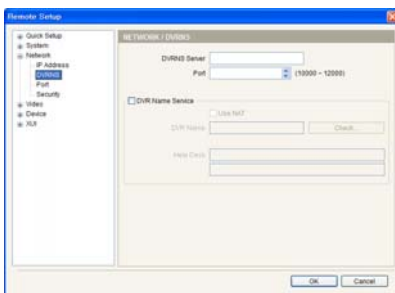 Remote Setup
Quick Setup
System
Network
IP Address
DVRNS
Port
Security
Video
Device
XUI
NETWORK / DVRNS
DVRNS Server
Port (10000 ~ 12000)
DVR Name Service
Use NAT
DVR Name Check...
Help Desk
OK Cancel